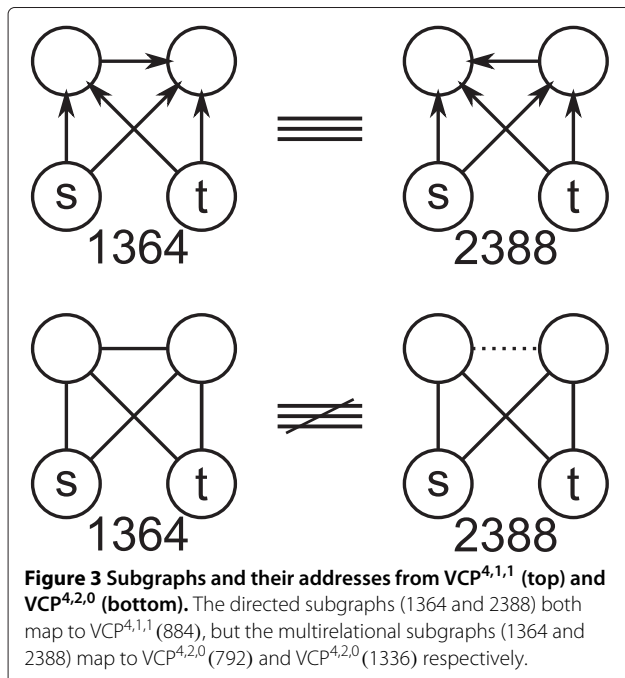 s t s t
1364 2388
s t s t
1364 2388
Figure 3 Subgraphs and their addresses from VCP4,1,1 (top) and
VCP4,2,0 (bottom). The directed subgraphs (1364 and 2388) both
map to VCP4,1,1 (884), but the multirelational subgraphs (1364 and
2388) map to VCP4,2,0 (792) and VCP4,2,0 (1336) respectively.